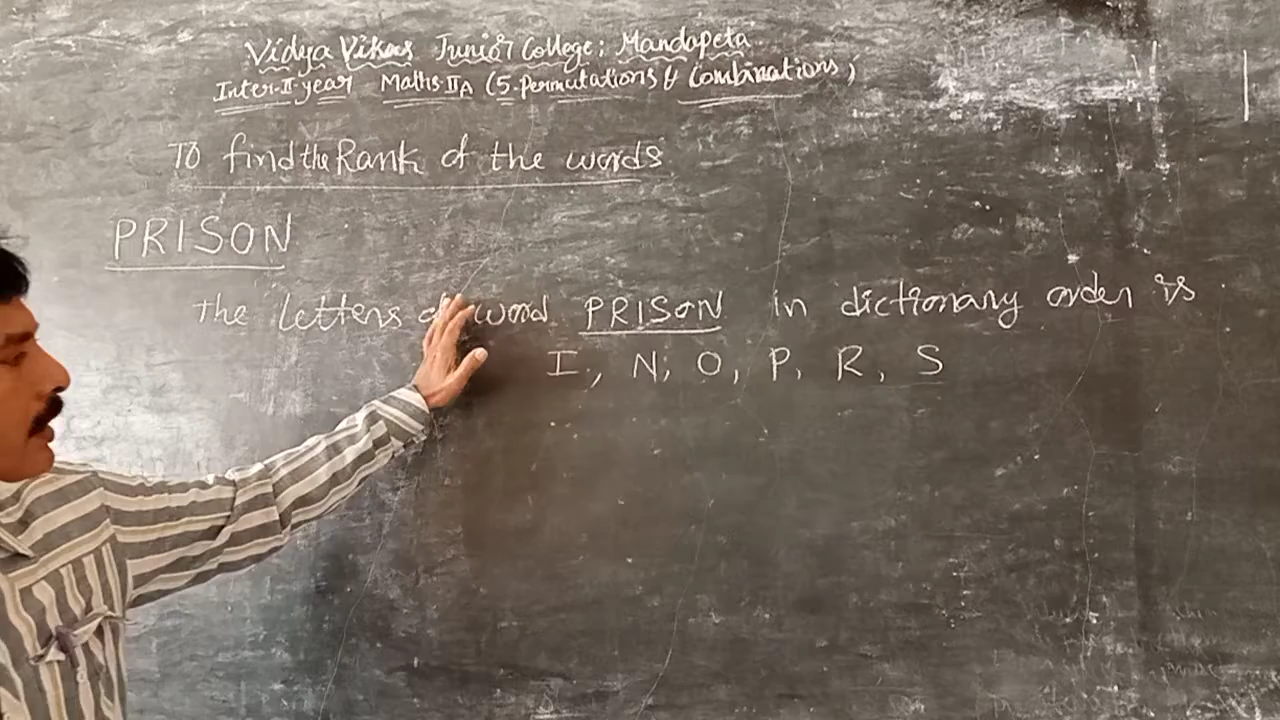 Vidya Vikas Junior College; Mandapeta
Inter-II-year Maths-IIA (5. Permutations & Combinations)
To find the Rank of the words
PRISON
the letters of word PRISON in dictionary order is
I, N, O, P, R, S